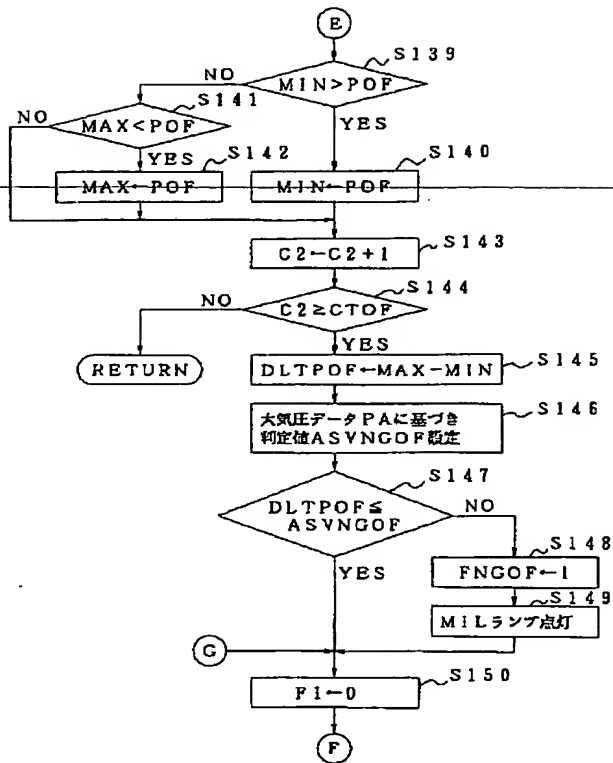 E
S139
NO
MIN>POF
S141
NO
MAX<POF
YES
YES
S142
S140
MAX←POF
MIN←POF
S143
C2←C2+1
S144
NO
C2≥CTOF
YES
RETURN
S145
DLTPOF←MAX-MIN
S146
大気圧データPAに基づき
判定値ASVNGOF設定
S147
DLTPOF≦
ASVNGOF
NO
YES
S148
FNGOF←1
S149
MILランプ点灯
G
S150
F1←0
F